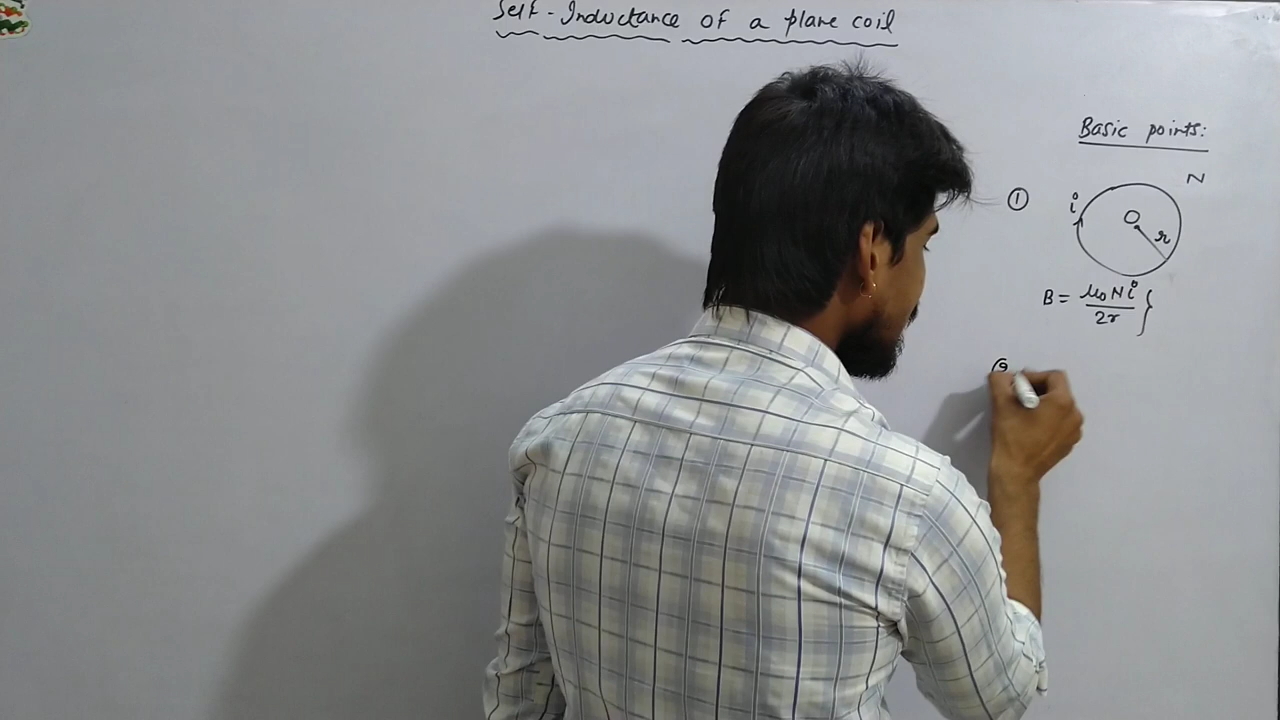 Self-Inductance of a plane coil
Basic points:
① N
i O r
B = μ₀Ni / 2r }
②